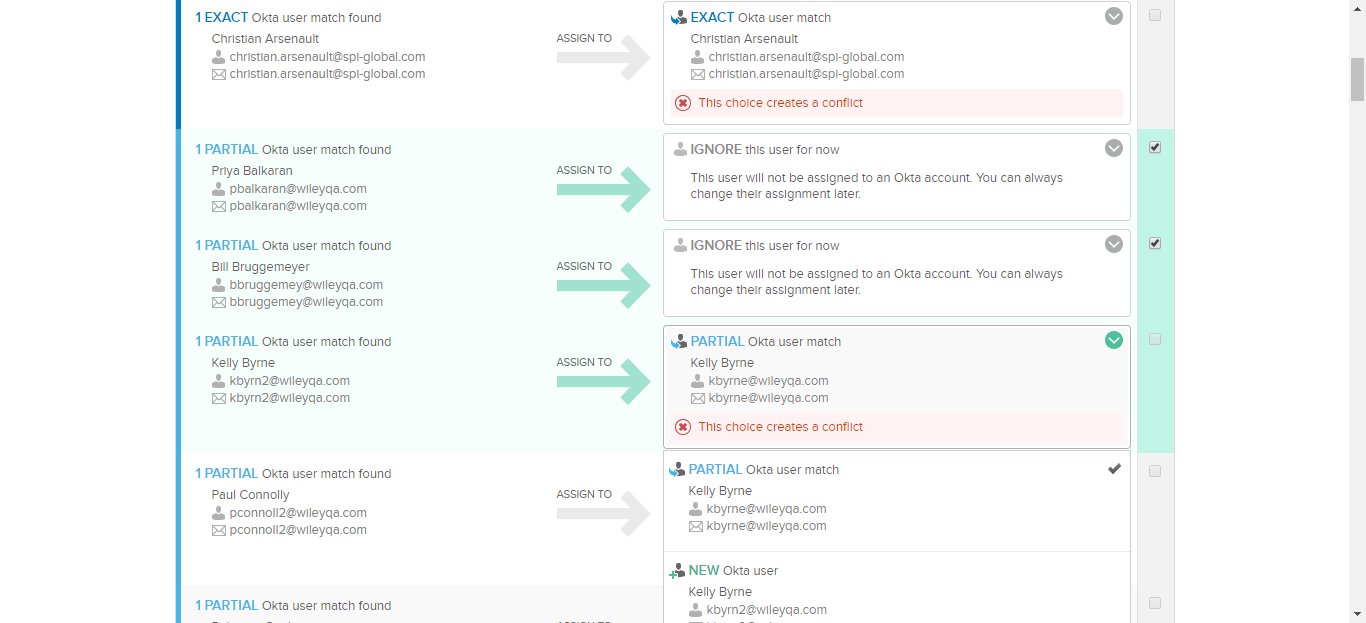 1 EXACT Okta user match found
Christian Arsenault
christian.arsenault@spi-global.com
christian.arsenault@spi-global.com
ASSIGN TO
EXACT Okta user match
Christian Arsenault
christian.arsenault@spi-global.com
christian.arsenault@spi-global.com
This choice creates a conflict
1 PARTIAL Okta user match found
Priya Balkaran
pbalkaran@wileyqa.com
pbalkaran@wileyqa.com
ASSIGN TO
IGNORE this user for now
This user will not be assigned to an Okta account. You can always
change their assignment later.
1 PARTIAL Okta user match found
Bill Bruggemeyer
bbruggemey@wileyqa.com
bbruggemey@wileyqa.com
ASSIGN TO
IGNORE this user for now
This user will not be assigned to an Okta account. You can always
change their assignment later.
1 PARTIAL Okta user match found
Kelly Byrne
kbyrn2@wileyqa.com
kbyrn2@wileyqa.com
ASSIGN TO
PARTIAL Okta user match
Kelly Byrne
kbyrne@wileyqa.com
kbyrne@wileyqa.com
This choice creates a conflict
1 PARTIAL Okta user match found
Paul Connolly
pconnoll2@wileyqa.com
pconnoll2@wileyqa.com
ASSIGN TO
PARTIAL Okta user match
Kelly Byrne
kbyrne@wileyqa.com
kbyrne@wileyqa.com
NEW Okta user
Kelly Byrne
kbyrn2@wileyqa.com
1 PARTIAL Okta user match found